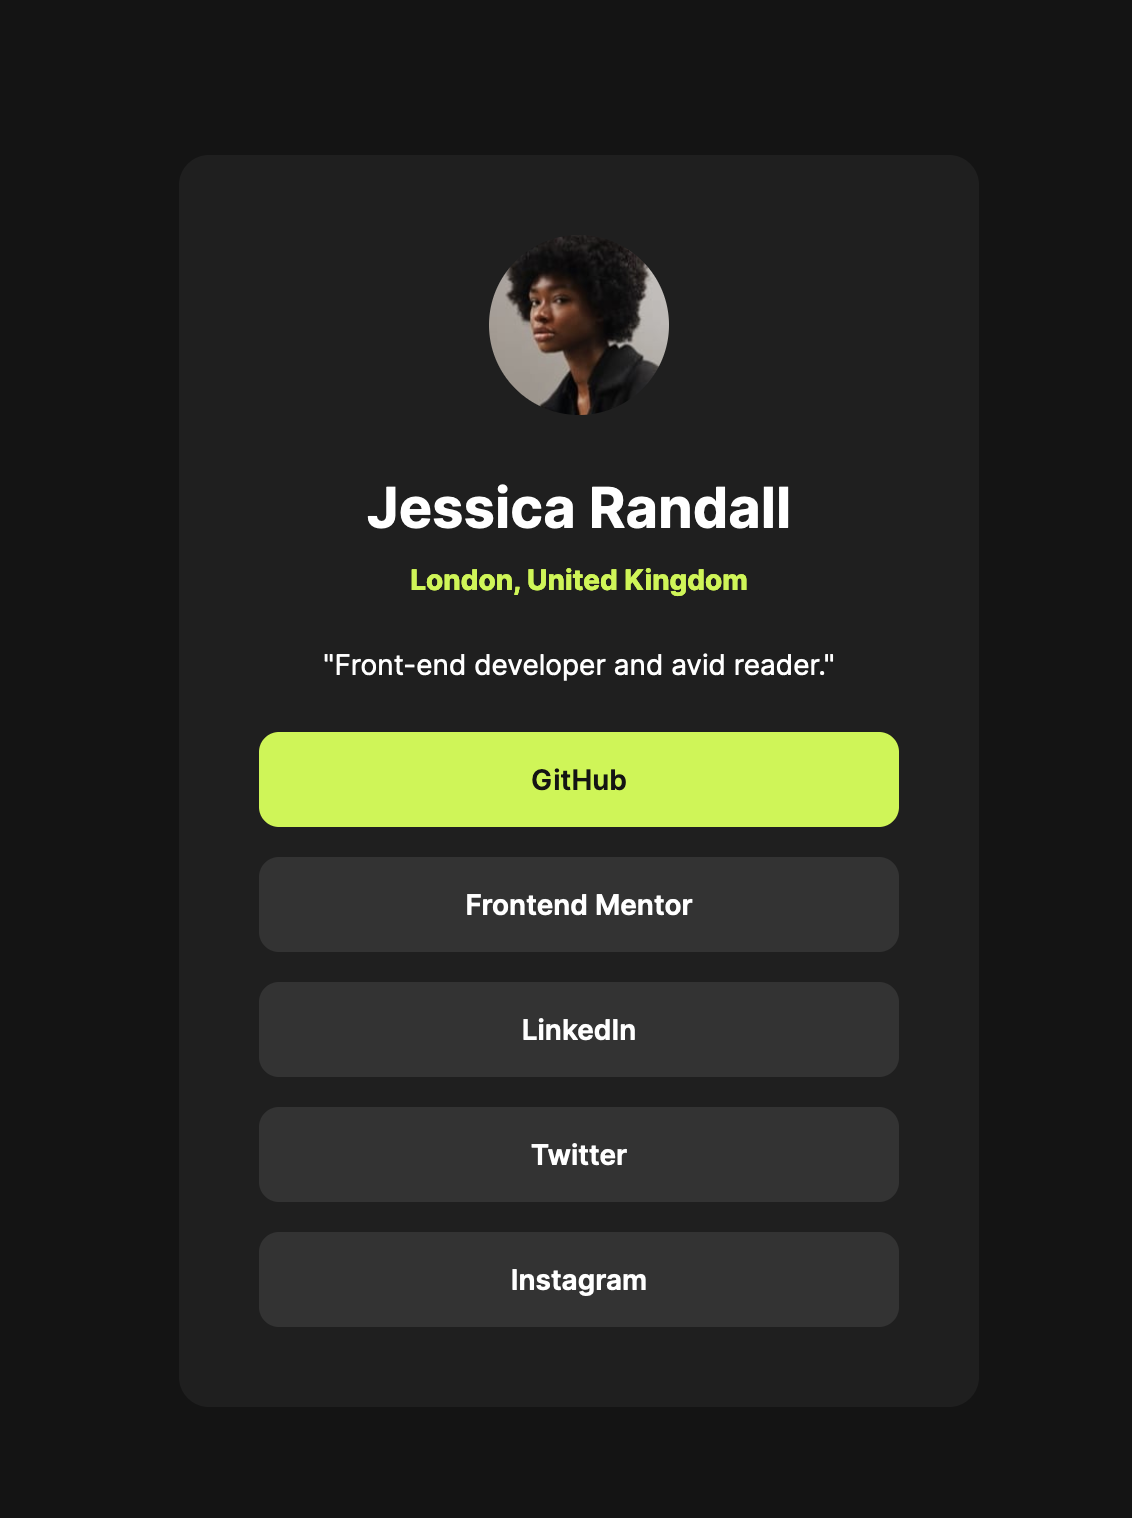 Jessica Randall
London, United Kingdom
"Front-end developer and avid reader."
GitHub
Frontend Mentor
LinkedIn
Twitter
Instagram